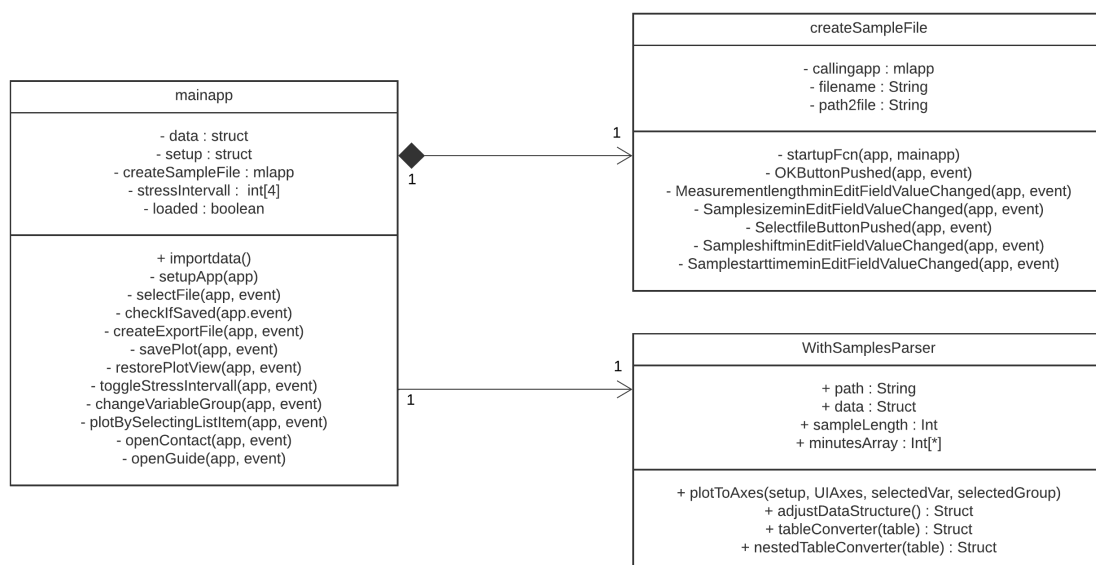 mainapp
- data : struct
- setup : struct
- createSampleFile : mlapp
- stressIntervall :  int[4]
- loaded : boolean
+ importdata()
- setupApp(app)
- selectFile(app, event)
- checkIfSaved(app.event)
- createExportFile(app, event)
- savePlot(app, event)
- restorePlotView(app, event)
- toggleStressIntervall(app, event)
- changeVariableGroup(app, event)
- plotBySelectingListItem(app, event)
- openContact(app, event)
- openGuide(app, event)
1
1
1
1
createSampleFile
- callingapp : mlapp
- filename : String
- path2file : String
- startupFcn(app, mainapp)
- OKButtonPushed(app, event)
- MeasurementlengthminEditFieldValueChanged(app, event)
- SamplesizeminEditFieldValueChanged(app, event)
- SelectfileButtonPushed(app, event)
- SampleshiftminEditFieldValueChanged(app, event)
- SamplestarttimeminEditFieldValueChanged(app, event)
WithSamplesParser
+ path : String
+ data : Struct
+ sampleLength : Int
+ minutesArray : Int[*]
+ plotToAxes(setup, UIAxes, selectedVar, selectedGroup)
+ adjustDataStructure() : Struct
+ tableConverter(table) : Struct
+ nestedTableConverter(table) : Struct